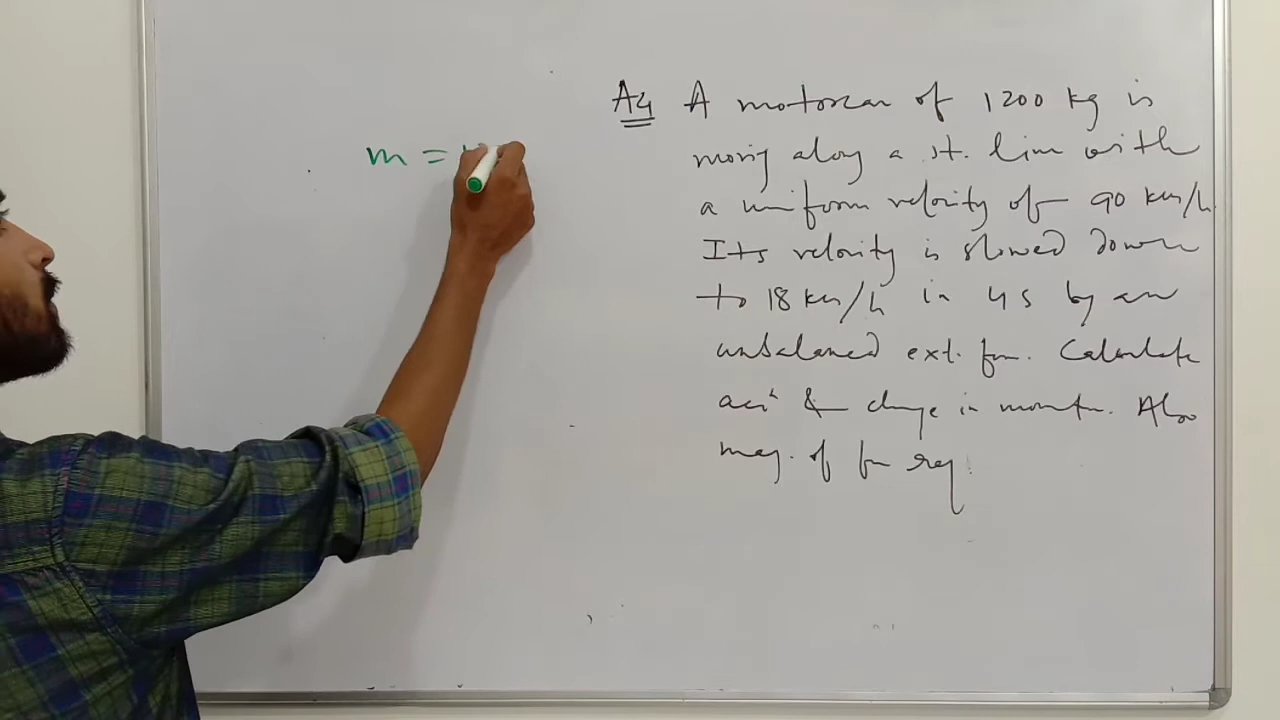 m =
A4 A motorcar of 1200 kg is
moving along a st. line with
a uniform velocity of 90 km/h.
Its velocity is slowed down
to 18 km/h in 4 s by an
unbalanced ext. force. Calculate
accⁿ & change in momentum. Also
mag. of force req.